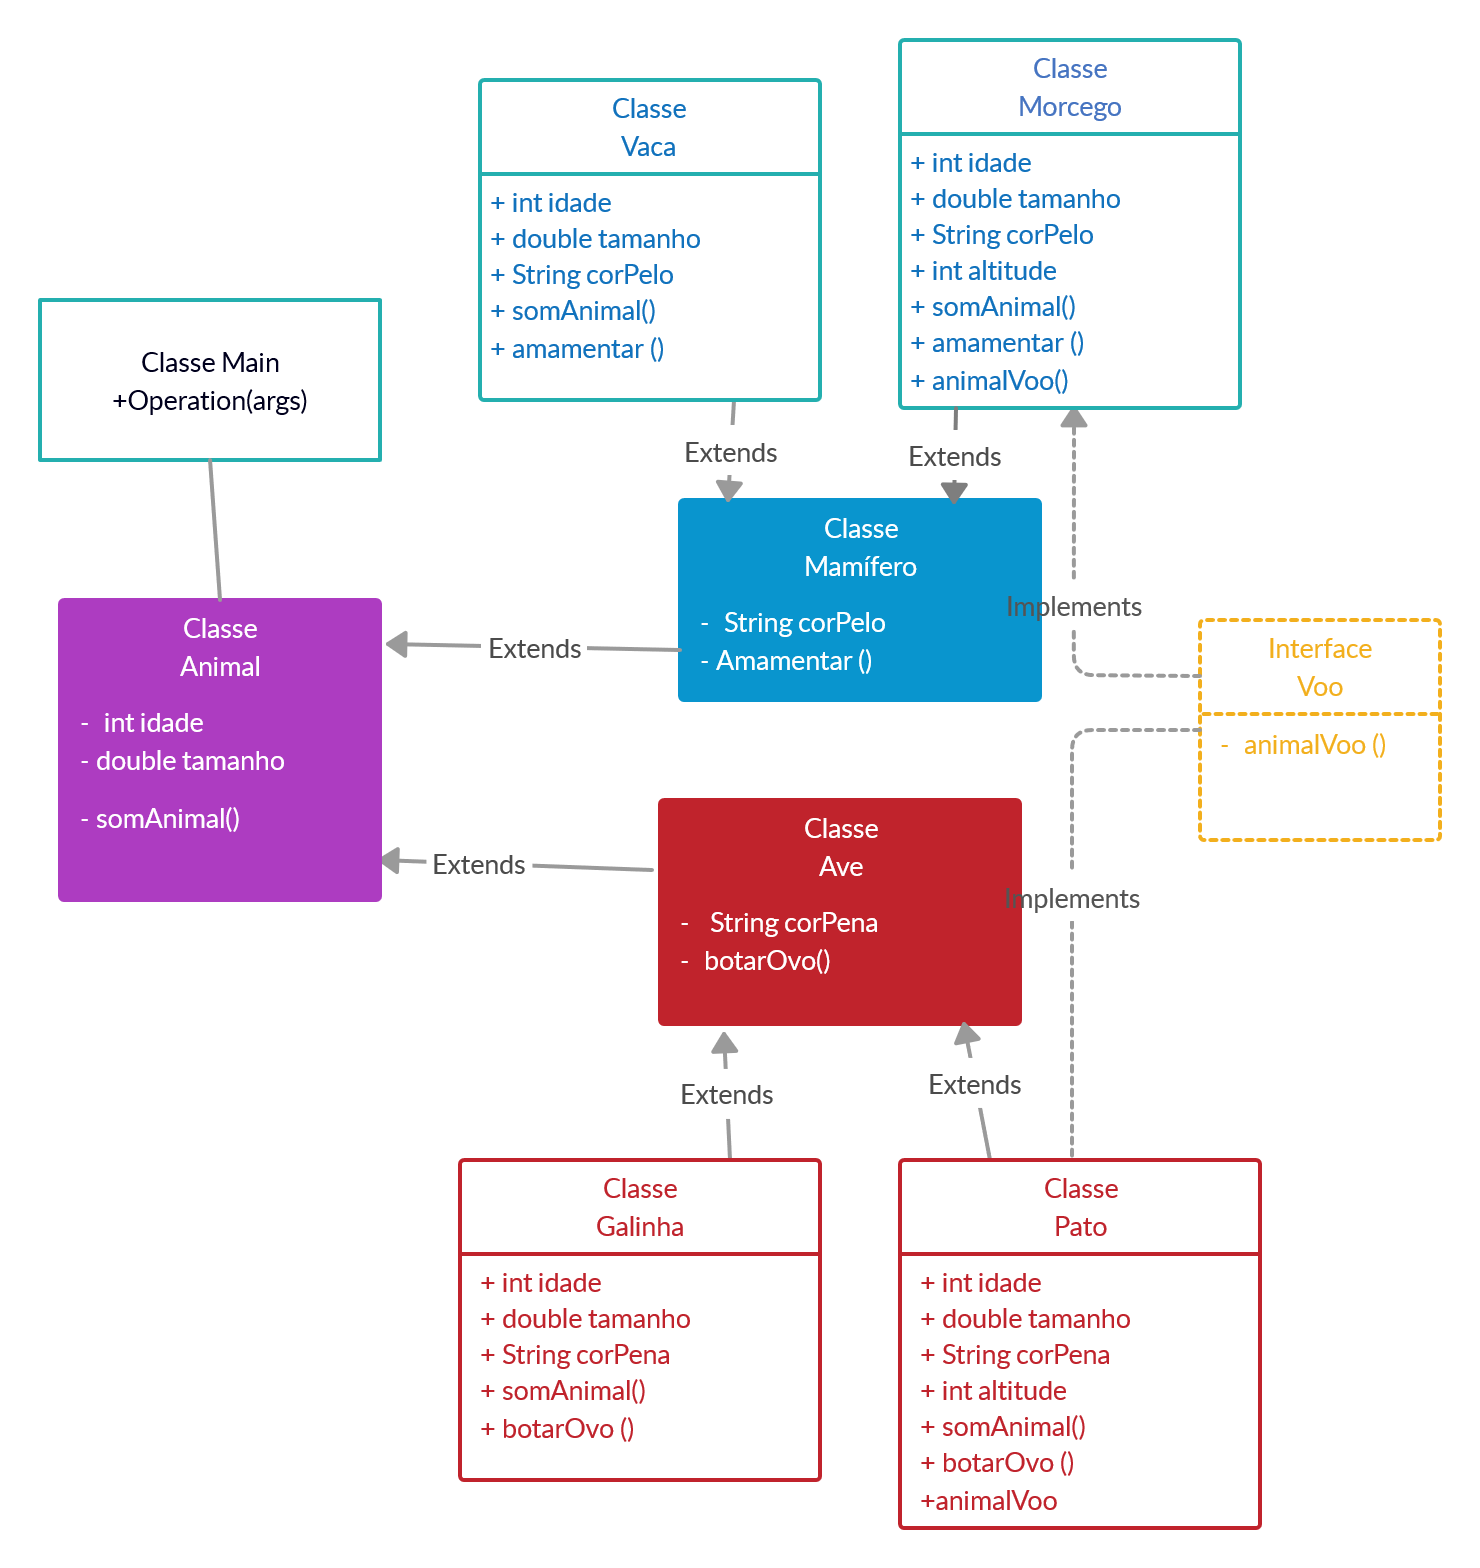 Classe
Vaca
+ int idade
+ double tamanho
+ String corPelo
+ somAnimal()
+ amamentar ()
Classe
Morcego
+ int idade
+ double tamanho
+ String corPelo
+ int altitude
+ somAnimal()
+ amamentar ()
+ animalVoo()
Classe Main
+Operation(args)
Extends
Extends
Classe
Mamífero
- String corPelo
- Amamentar ()
Implements
Interface
Voo
- animalVoo ()
Extends
Classe
Animal
- int idade
- double tamanho
- somAnimal()
Extends
Classe
Ave
- String corPena
- botarOvo()
Implements
Extends
Extends
Classe
Galinha
+ int idade
+ double tamanho
+ String corPena
+ somAnimal()
+ botarOvo ()
Classe
Pato
+ int idade
+ double tamanho
+ String corPena
+ int altitude
+ somAnimal()
+ botarOvo ()
+animalVoo